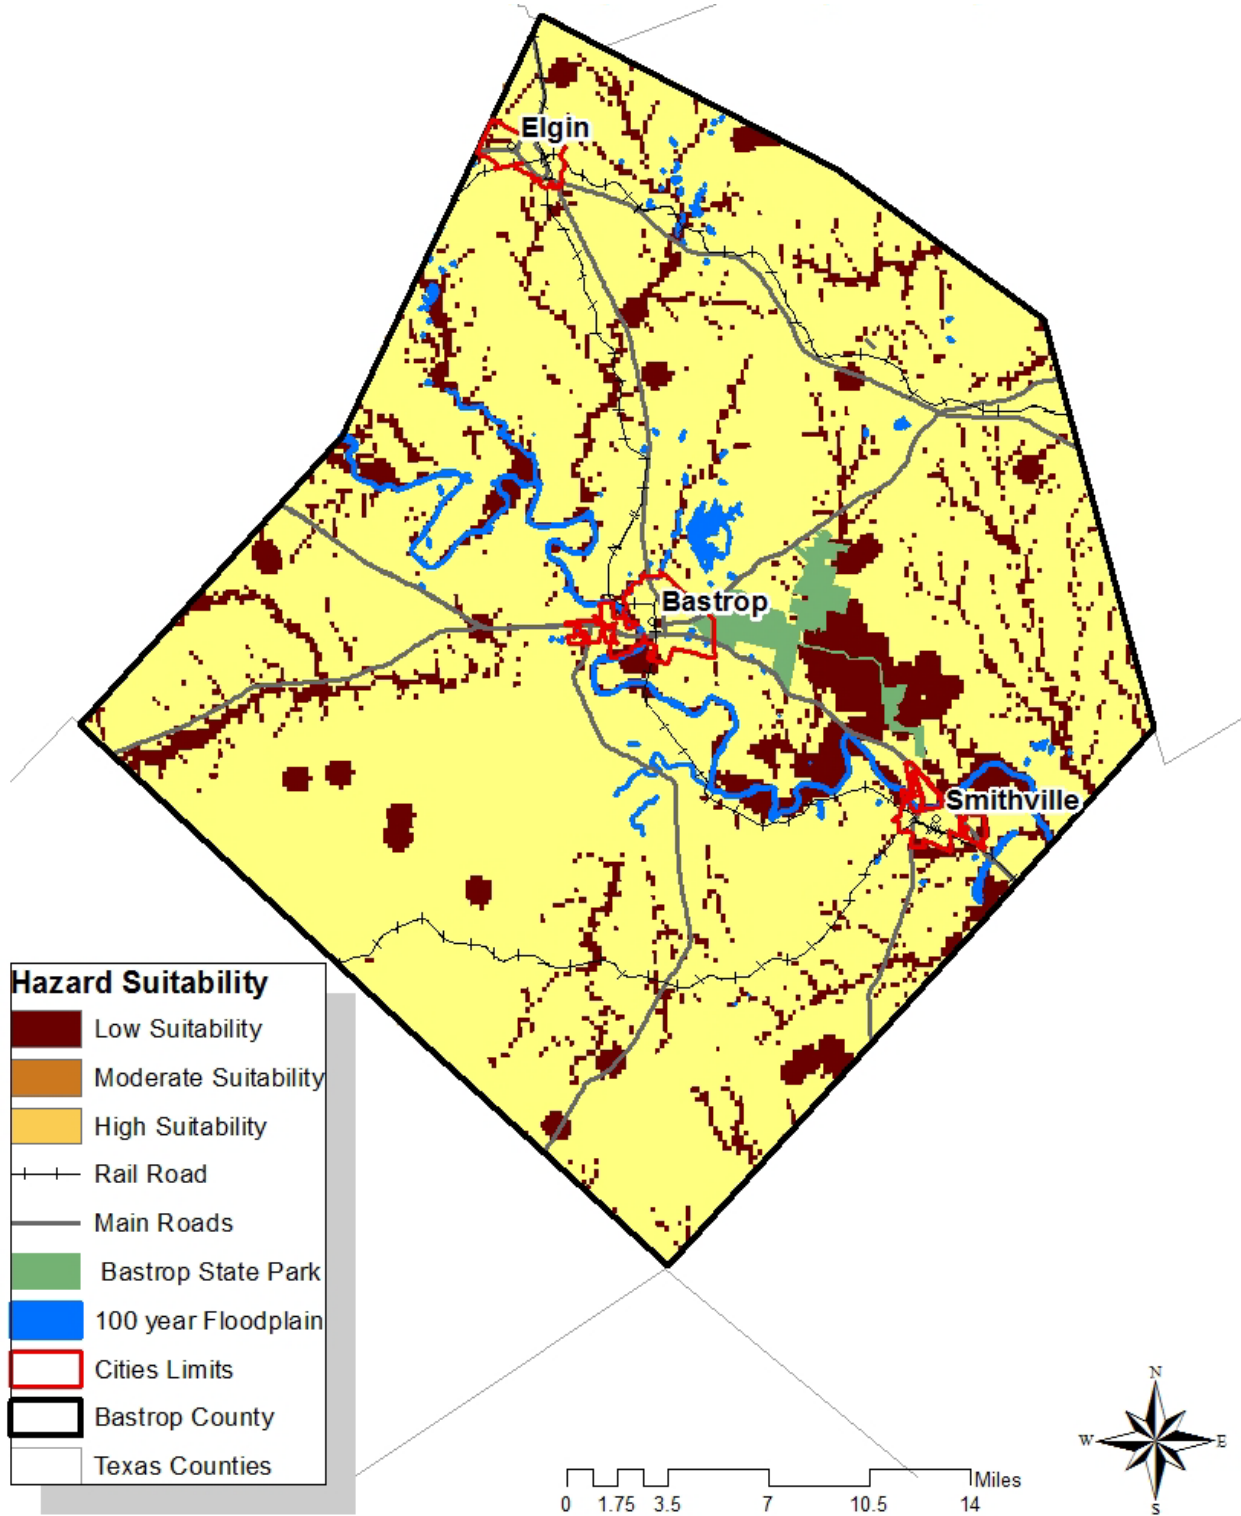 Elgin
Bastrop
Smithville
Hazard Suitability
Low Suitability
Moderate Suitability
High Suitability
Rail Road
Main Roads
Bastrop State Park
100 year Floodplain
Cities Limits
Bastrop County
Texas Counties
N
W E
S
Miles
0 1.75 3.5 7 10.5 14